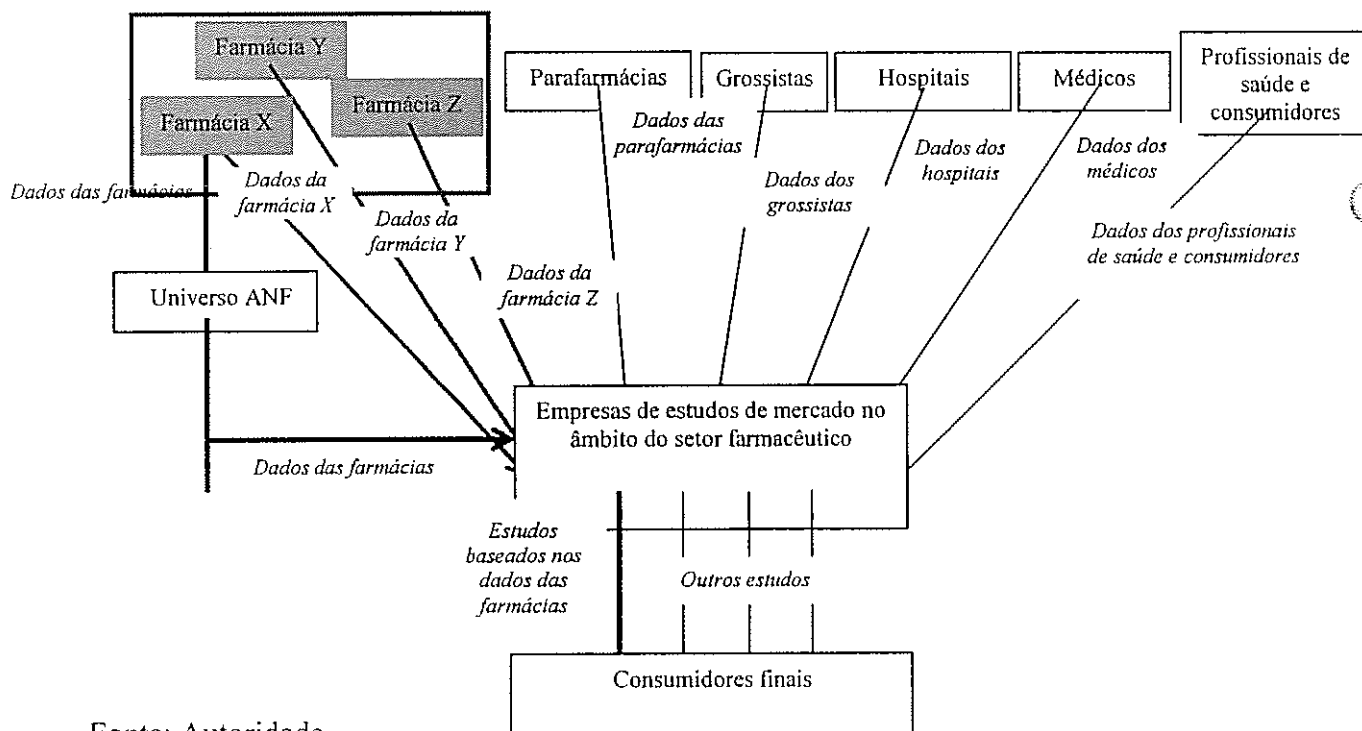 Farmácia Y
Farmácia Z
Farmácia X
Parafarmácias
Grossistas
Hospitais
Médicos
Profissionais de
saúde e
consumidores
Dados das farmácias
Dados da
farmácia X
Dados da
farmácia Y
Dados da
farmácia Z
Dados das
parafarmácias
Dados dos
grossistas
Dados dos
hospitais
Dados dos
médicos
Dados dos profissionais
de saúde e consumidores
Universo ANF
Dados das farmácias
Empresas de estudos de mercado no
âmbito do setor farmacêutico
Estudos
baseados nos
dados das
farmácias
Outros estudos
Consumidores finais
Fonte: Autoridade